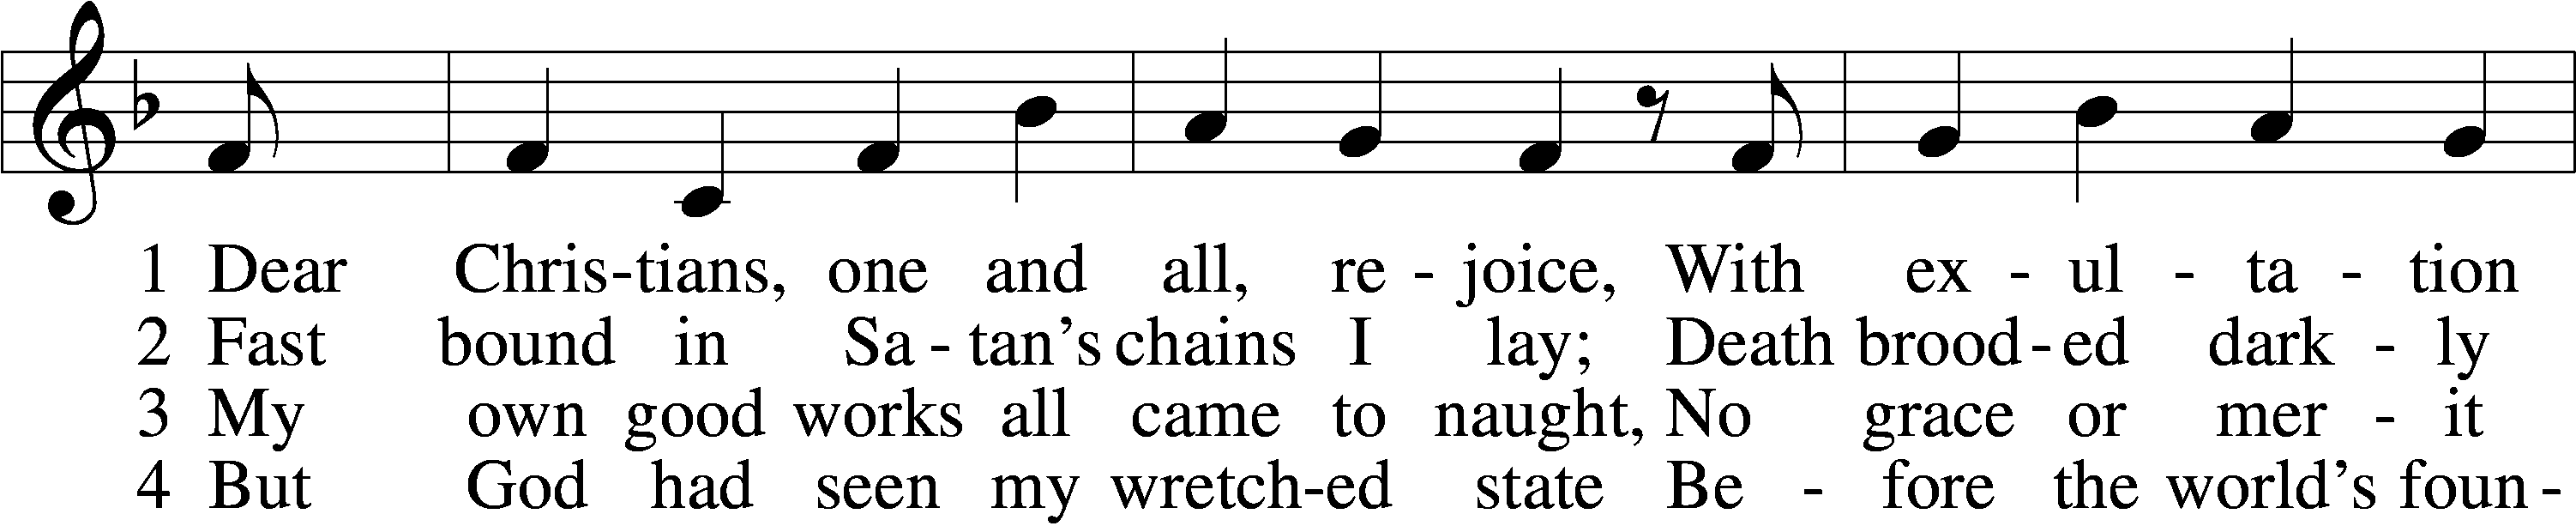 1 Dear Chris-tians, one and all, re - joice, With ex - ul - ta - tion
2 Fast bound in Sa - tan's chains I lay; Death brood-ed dark - ly
3 My own good works all came to naught, No grace or mer - it
4 But God had seen my wretch-ed state Be - fore the world's foun -